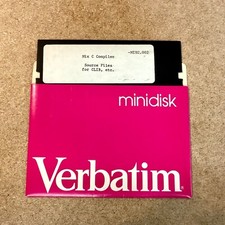 Mix C Compiler
Source Files
for CLIB, etc.
minidisk
Verbatim®